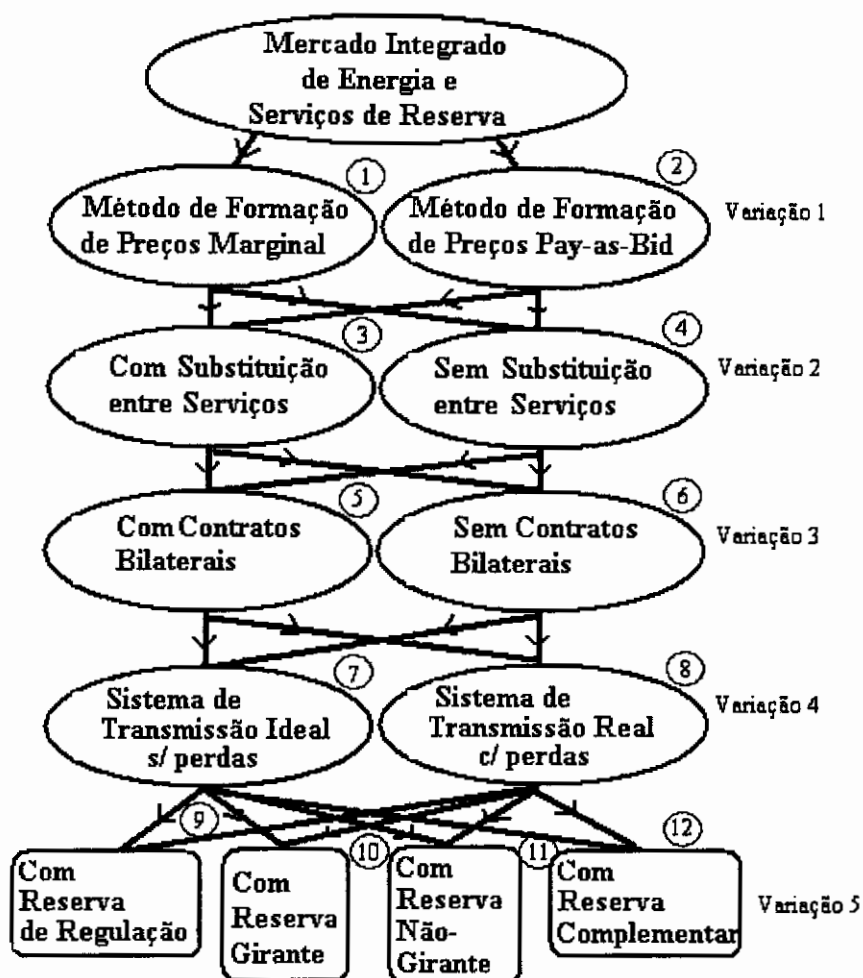 Mercado Integrado
de Energia e
Serviços de Reserva
1
2
Método de Formação
de Preços Marginal
Método de Formação
de Preços Pay-as-Bid
Variação 1
3
4
Com Substituição
entre Serviços
Sem Substituição
entre Serviços
Variação 2
5
6
Com Contratos
Bilaterais
Sem Contratos
Bilaterais
Variação 3
7
8
Sistema de
Transmissão Ideal
s/ perdas
Sistema de
Transmissão Real
c/ perdas
Variação 4
9
10
11
12
Com
Reserva
de Regulação
Com
Reserva
Girante
Com
Reserva
Não-
Girante
Com
Reserva
Complementar
Variação 5